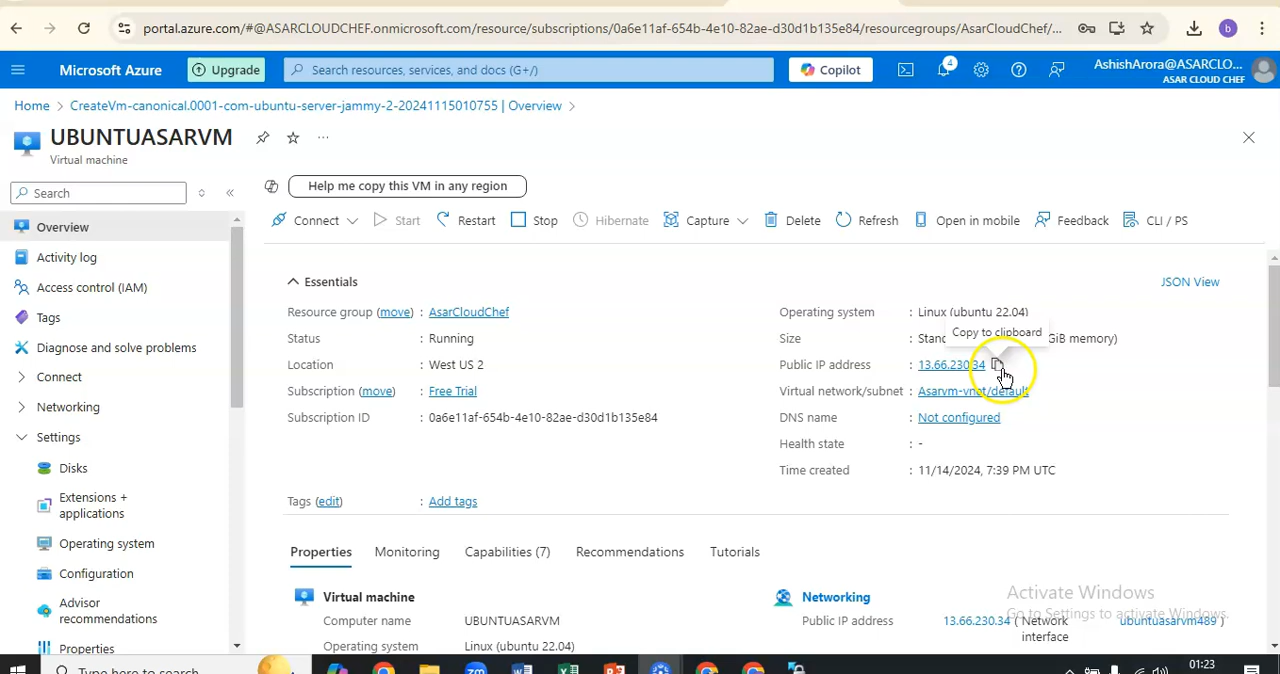 portal.azure.com/#@ASARCLOUDCHEF.onmicrosoft.com/resource/subscriptions/0a6e11af-654b-4e10-82ae-d30d1b135e84/resourcegroups/AsarCloudChef/...
b
Microsoft Azure
Upgrade
Search resources, services, and docs (G+/)
Copilot
4
AshishArora@ASARCLO...
ASAR CLOUD CHEF
Home > CreateVm-canonical.0001-com-ubuntu-server-jammy-2-20241115010755 | Overview >
UBUNTUASARVM
...
Virtual machine
Search
Help me copy this VM in any region
Connect
Start
Restart
Stop
Hibernate
Capture
Delete
Refresh
Open in mobile
Feedback
CLI / PS
Overview
Activity log
Access control (IAM)
Tags
Diagnose and solve problems
Connect
Networking
Settings
Disks
Extensions +
applications
Operating system
Configuration
Advisor
recommendations
Properties
Essentials
JSON View
Resource group (move) : AsarCloudChef
Status : Running
Location : West US 2
Subscription (move) : Free Trial
Subscription ID : 0a6e11af-654b-4e10-82ae-d30d1b135e84
Operating system : Linux (ubuntu 22.04)
Copy to clipboard
Size : GiB memory)
Public IP address : 13.66.230.34
Virtual network/subnet : Asarvm-vnet/default
DNS name : Not configured
Health state : -
Time created : 11/14/2024, 7:39 PM UTC
Tags (edit) : Add tags
Properties
Monitoring
Capabilities (7)
Recommendations
Tutorials
Virtual machine
Computer name UBUNTUASARVM
Operating system Linux (ubuntu 22.04)
Networking
Public IP address 13.66.230.34 ( Network
interface ubuntuasarvm489 )
Activate Windows
Go to Settings to activate Windows.
Type here to search
01:23